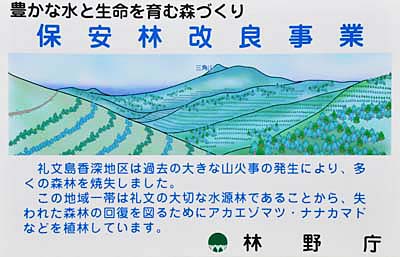 豊かな水と生命を育む森づくり
保安林改良事業
三角山
礼文島香深地区は過去の大きな山火事の発生により、多
くの森林を焼失しました。
この地域一帯は礼文の大切な水源林であることから、失
われた森林の回復を図るためにアカエゾマツ・ナナカマド
などを植林しています。
林野庁